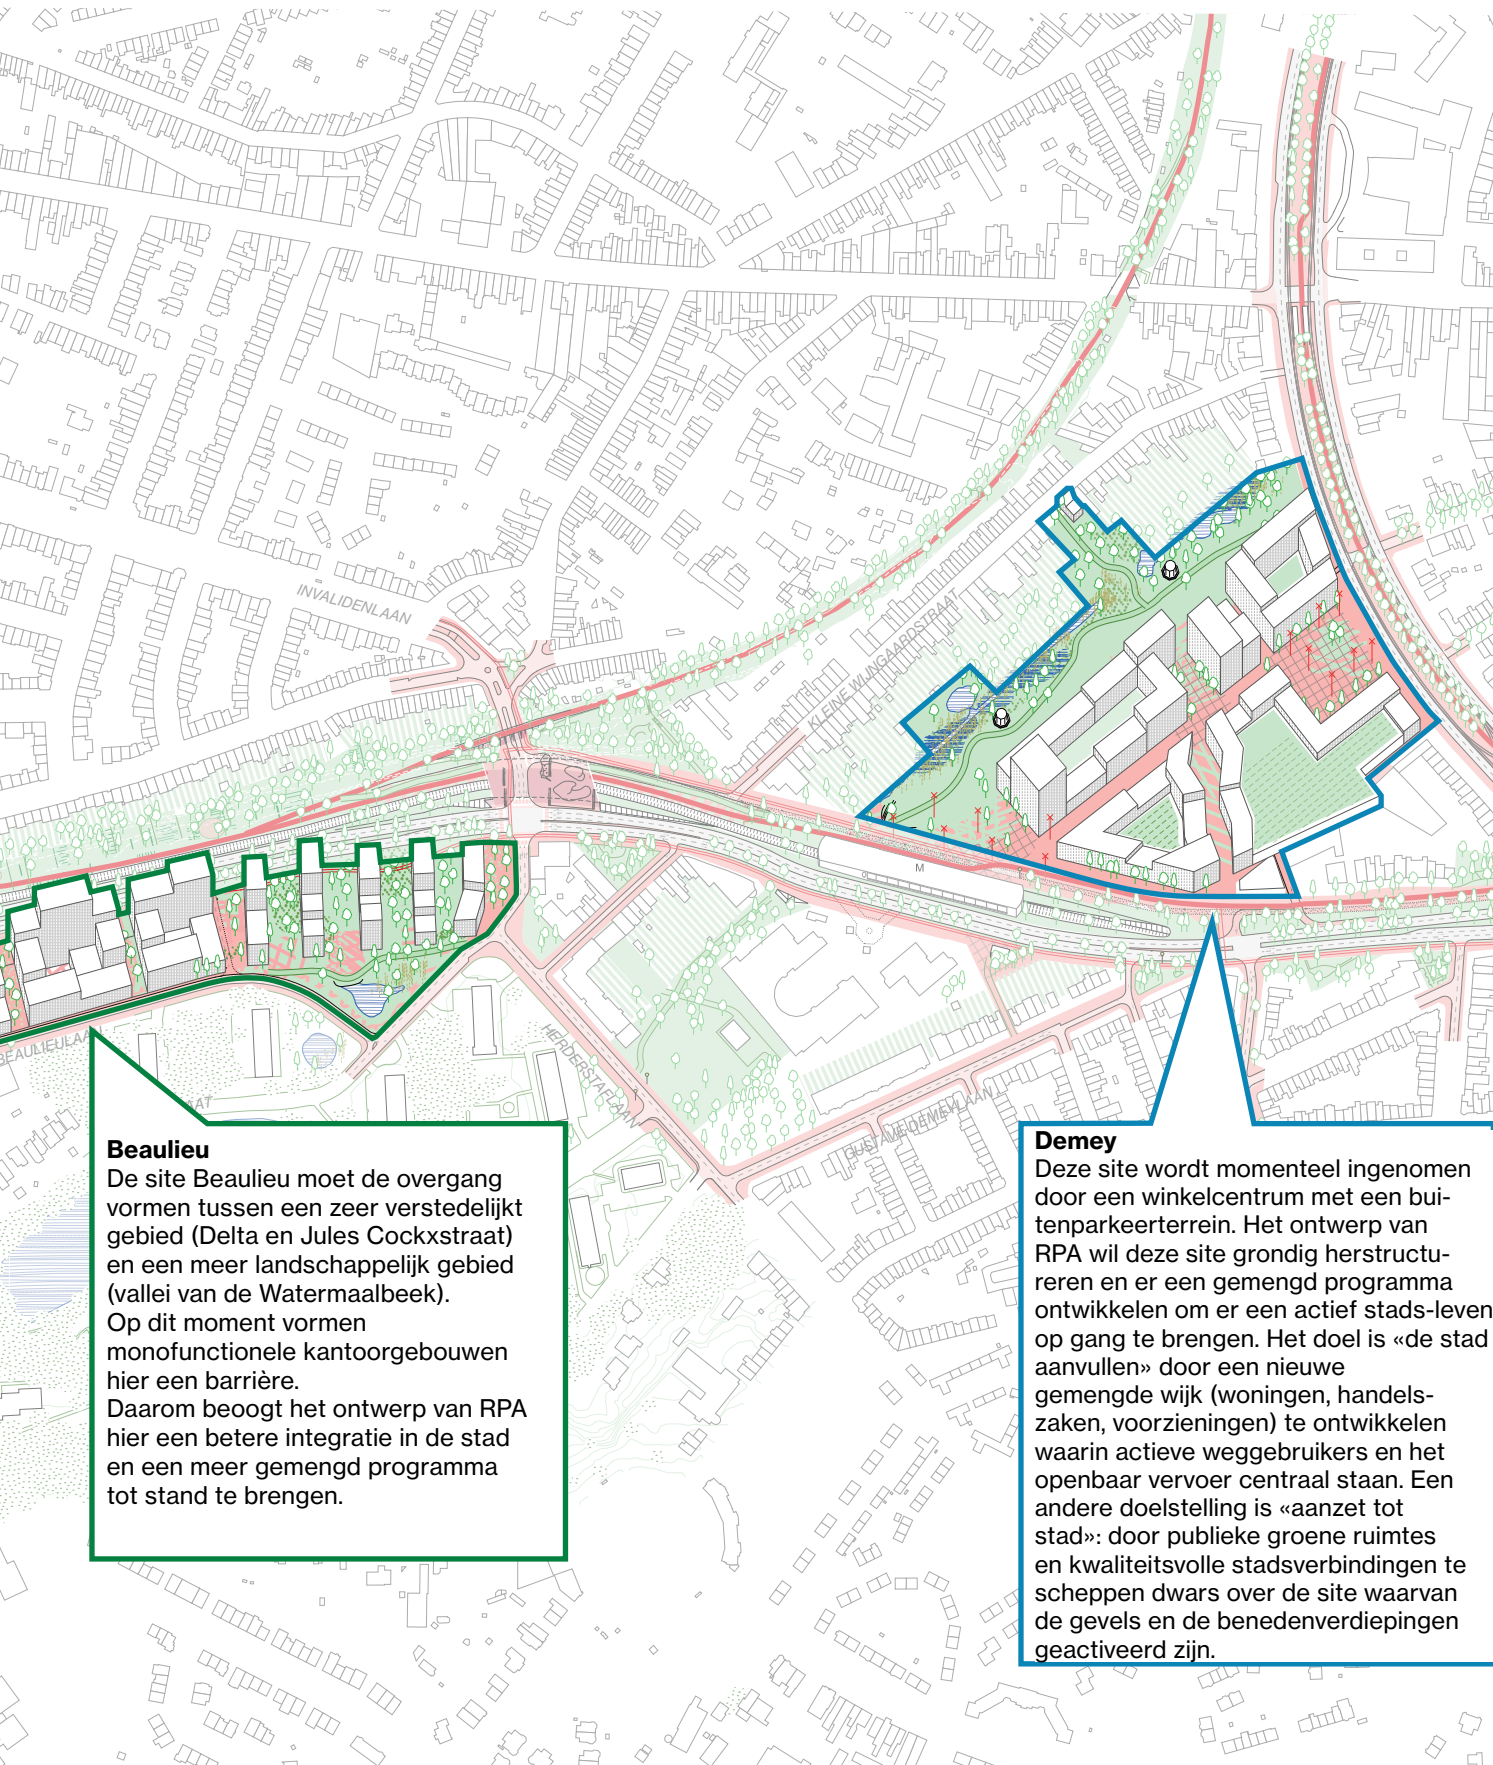 INVALIDENLAAN
KLEINE WIJNGAARDSTRAAT
M
BEAULIEULAAN
HERDERSTAFLAAN
GUSTAVE DEMEYLAAN
Beaulieu
De site Beaulieu moet de overgang
vormen tussen een zeer verstedelijkt
gebied (Delta en Jules Cockxstraat)
en een meer landschappelijk gebied
(vallei van de Watermaalbeek).
Op dit moment vormen
monofunctionele kantoorgebouwen
hier een barrière.
Daarom beoogt het ontwerp van RPA
hier een betere integratie in de stad
en een meer gemengd programma
tot stand te brengen.
Demey
Deze site wordt momenteel ingenomen
door een winkelcentrum met een bui-
tenparkeerterrein. Het ontwerp van
RPA wil deze site grondig herstructu-
reren en er een gemengd programma
ontwikkelen om er een actief stads-leven
op gang te brengen. Het doel is «de stad
aanvullen» door een nieuwe
gemengde wijk (woningen, handels-
zaken, voorzieningen) te ontwikkelen
waarin actieve weggebruikers en het
openbaar vervoer centraal staan. Een
andere doelstelling is «aanzet tot
stad»: door publieke groene ruimtes
en kwaliteitsvolle stadsverbindingen te
scheppen dwars over de site waarvan
de gevels en de benedenverdiepingen
geactiveerd zijn.